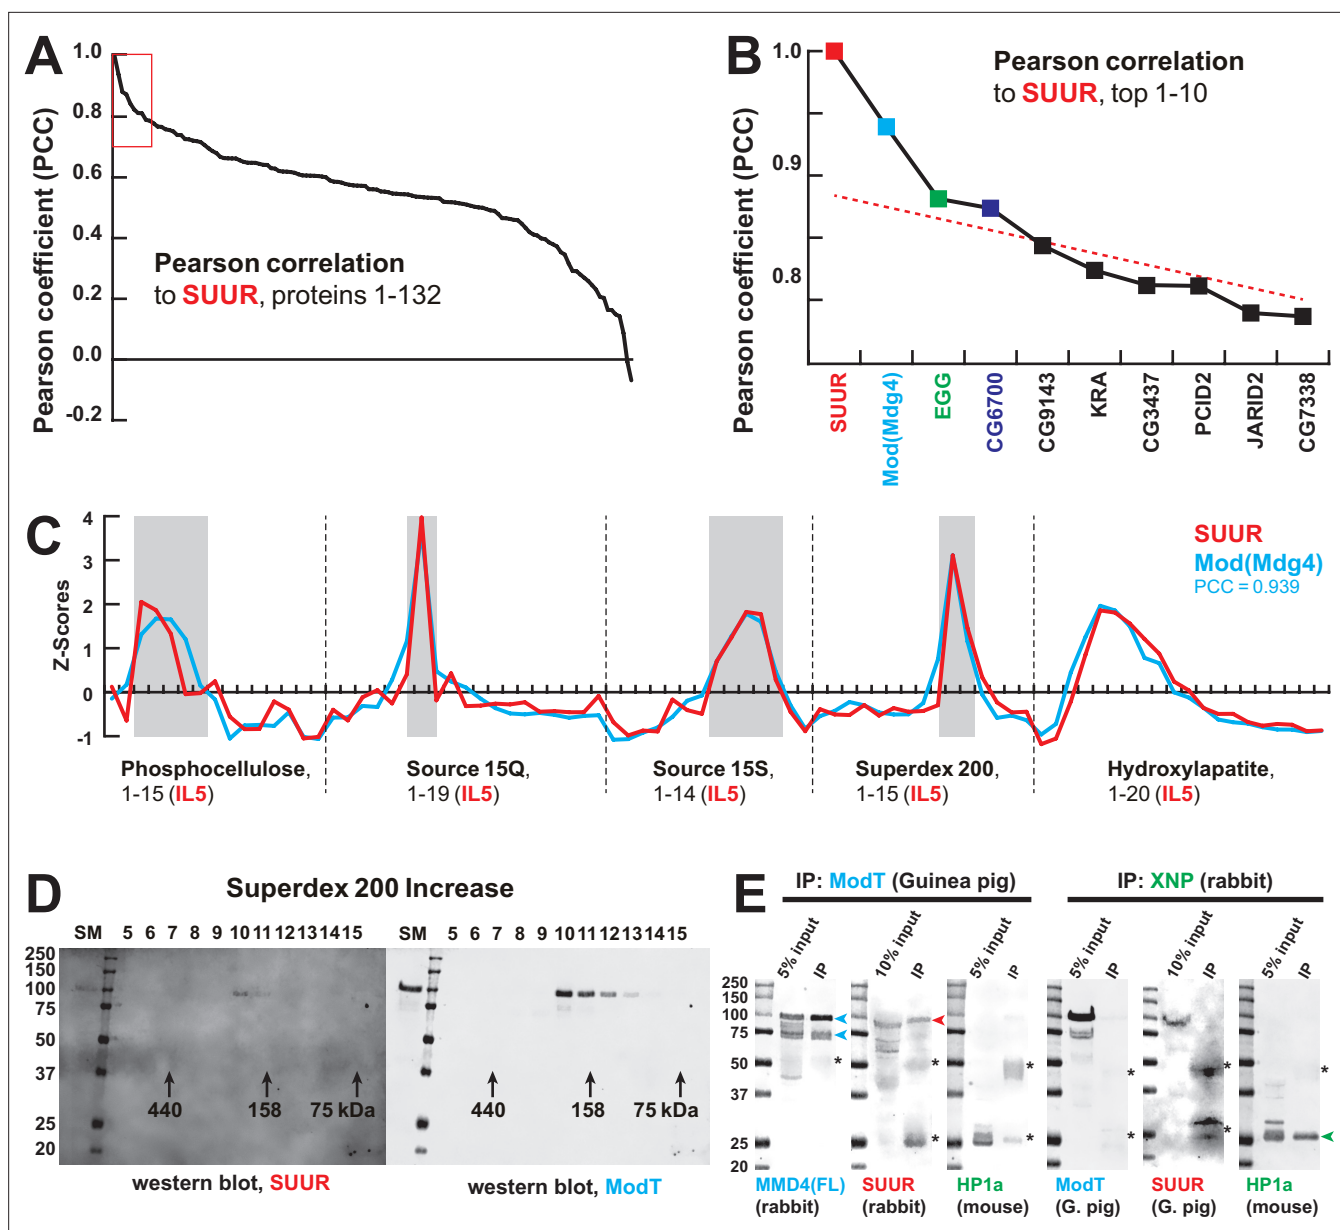 A
Pearson coefficient (PCC)
1.0
0.8
0.6
0.4
0.2
0.0
-0.2
Pearson correlation
to SUUR, proteins 1-132
B
Pearson coefficient (PCC)
1.0
0.9
0.8
Pearson correlation
to SUUR, top 1-10
SUUR
Mod(Mdg4)
EGG
CG6700
CG9143
KRA
CG3437
PCID2
JARID2
CG7338
C
Z-Scores
4
3
2
1
0
-1
SUUR
Mod(Mdg4)
PCC = 0.939
Phosphocellulose,
1-15 (IL5)
Source 15Q,
1-19 (IL5)
Source 15S,
1-14 (IL5)
Superdex 200,
1-15 (IL5)
Hydroxylapatite,
1-20 (IL5)
D
Superdex 200 Increase
SM 5 6 7 8 9 10 11 12 13 14 15
SM 5 6 7 8 9 10 11 12 13 14 15
250
150
100
75
50
37
25
20
440 158 75 kDa
440 158 75 kDa
western blot, SUUR
western blot, ModT
E
IP: ModT (Guinea pig)
IP: XNP (rabbit)
5% input IP
10% input IP
5% input IP
5% input IP
10% input IP
5% input IP
250
150
100
75
50
37
25
20
*
* *
* *
* *
* *
*
MMD4(FL)
(rabbit)
SUUR
(rabbit)
HP1a
(mouse)
ModT
(G. pig)
SUUR
(G. pig)
HP1a
(mouse)